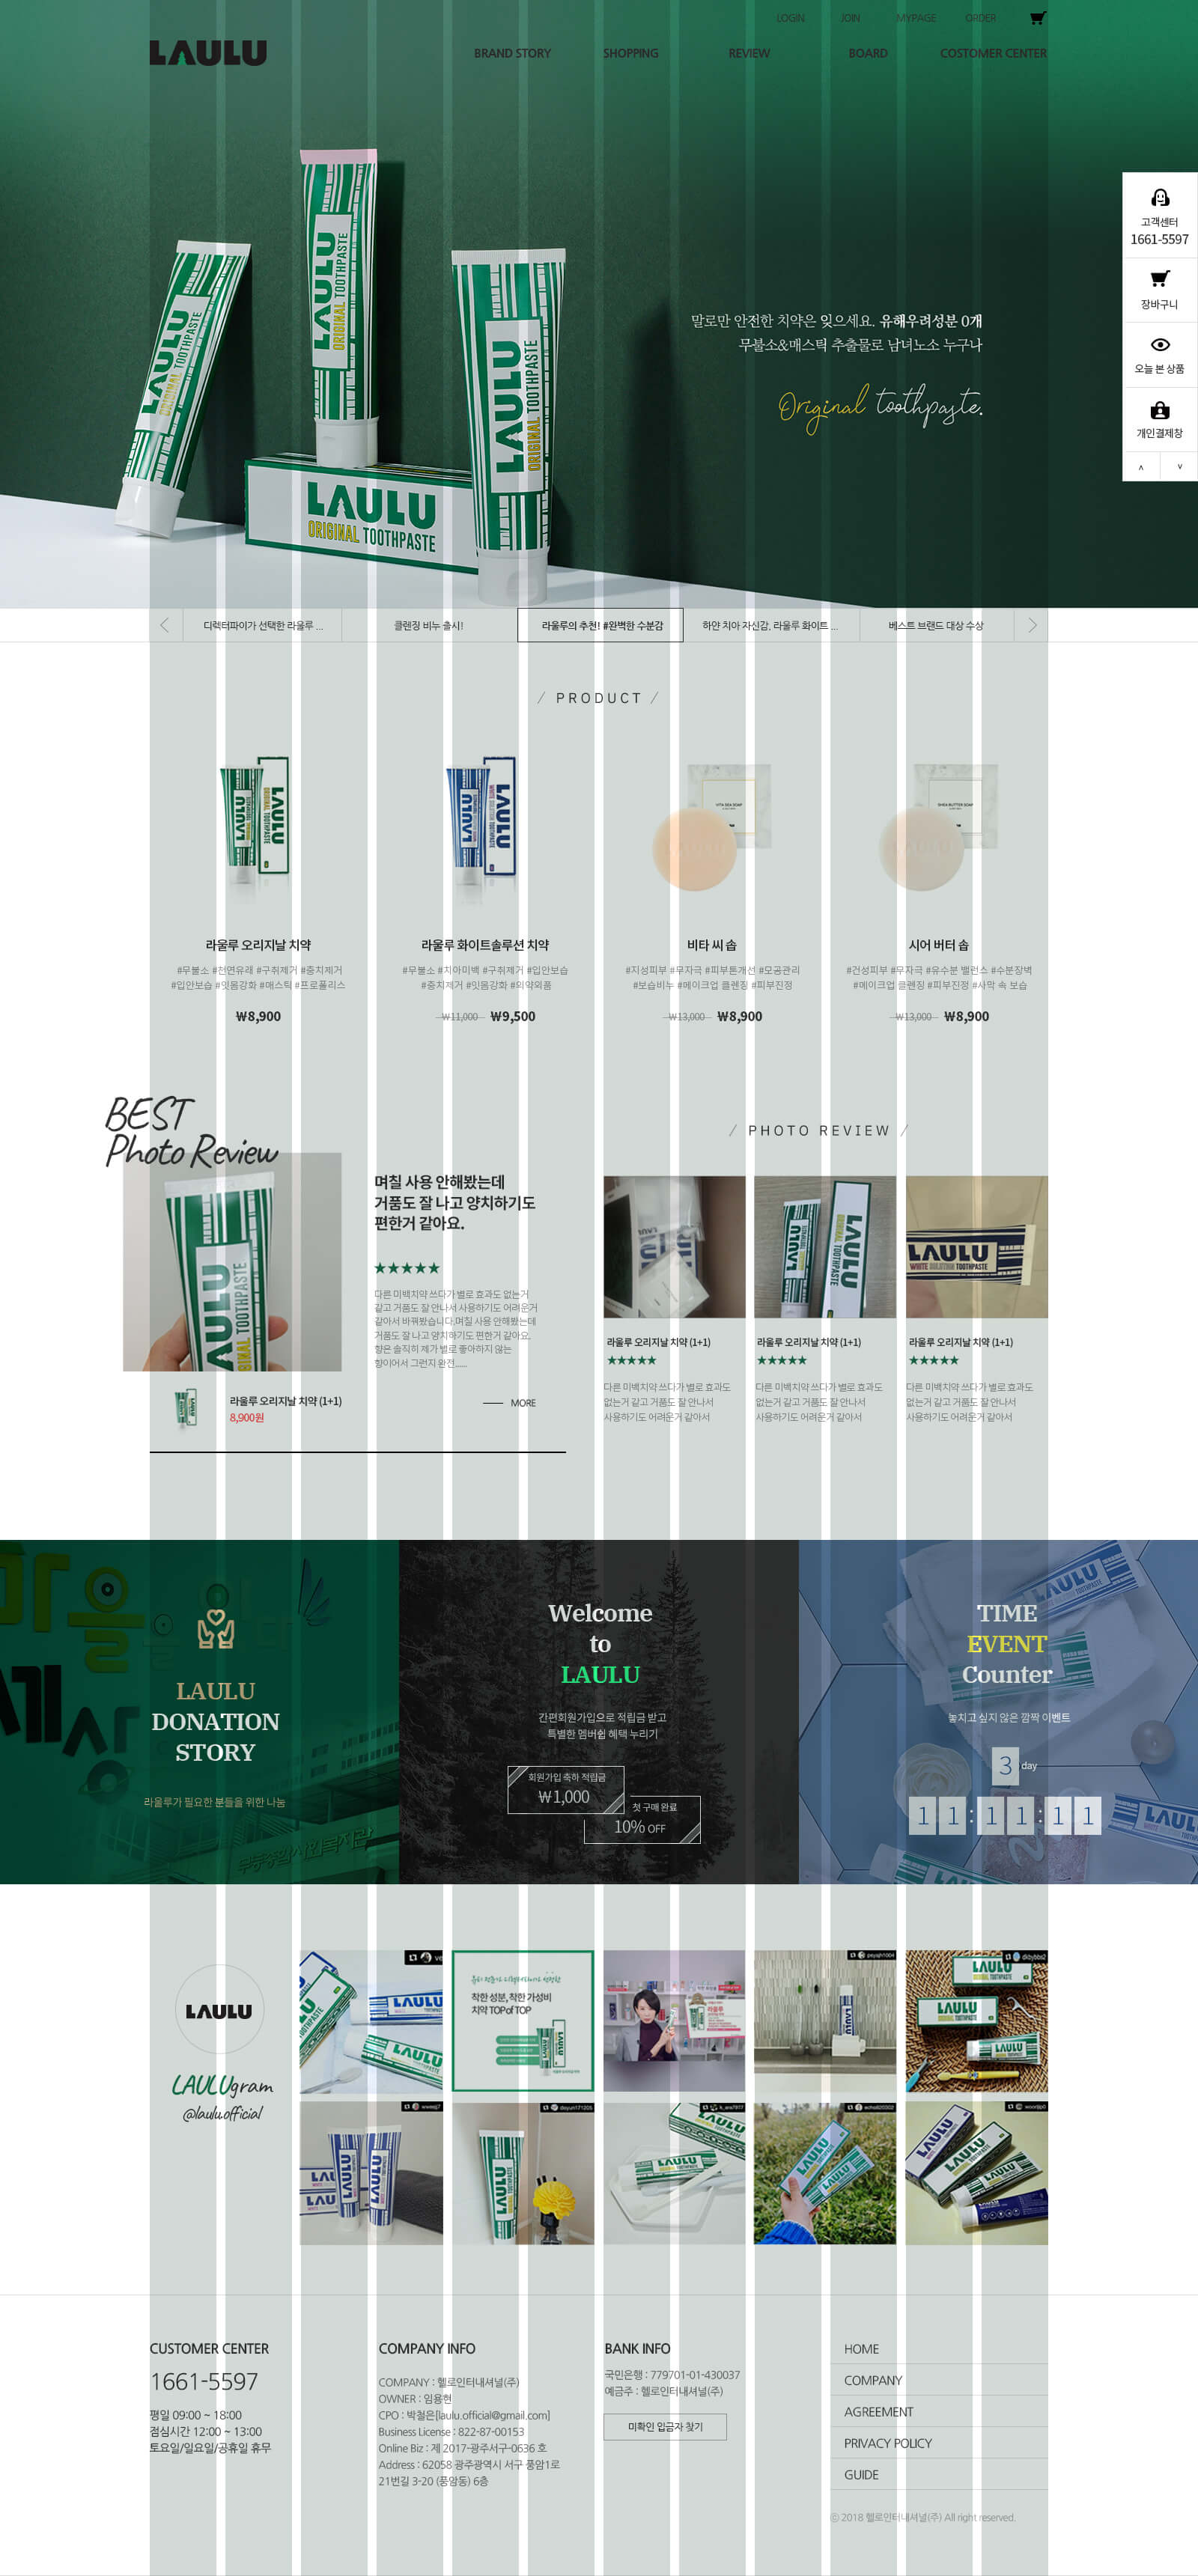 LOGIN JOIN MYPAGE ORDER
LAULU BRAND STORY SHOPPING REVIEW BOARD COSTOMER CENTER
고객센터
1661-5597
장바구니
오늘 본 상품
개인결제창
LAULU ORIGINAL TOOTHPASTE
LAULU ORIGINAL TOOTHPASTE
LAULU ORIGINAL TOOTHPASTE
LAULU
ORIGINAL TOOTHPASTE
말로만 안전한 치약은 잊으세요. 유해우려성분 0개
무불소&매스틱 추출물로 남녀노소 누구나
Original toothpaste.
디렉터파이가 선택한 라울루 ... 클렌징 비누 출시! 라울루의 추천! #완벽한 수분감 하얀 치아 자신감, 라울루 화이트 ... 베스트 브랜드 대상 수상
/ PRODUCT /
라울루 오리지날 치약
#무불소 #천연유래 #구취제거 #충치제거
#입안보습 #잇몸강화 #매스틱 #프로폴리스
₩8,900
라울루 화이트솔루션 치약
#무불소 #치아미백 #구취제거 #입안보습
#충치제거 #잇몸강화 #의약외품
₩11,000 ₩9,500
비타 씨 솝
#지성피부 #무자극 #피부톤개선 #모공관리
#보습비누 #메이크업 클렌징 #피부진정
₩13,000 ₩8,900
시어 버터 솝
#건성피부 #무자극 #유수분 밸런스 #수분장벽
#메이크업 클렌징 #피부진정 #사막 속 보습
₩13,000 ₩8,900
BEST
Photo Review
며칠 사용 안해봤는데
거품도 잘 나고 양치하기도
편한거 같아요.
★★★★★
다른 미백치약 쓰다가 별로 효과도 없는거
같고 거품도 잘 안나서 사용하기도 어려운거
같아서 바꿔봤습니다.며칠 사용 안해봤는데
거품도 잘 나고 양치하기도 편한거 같아요.
향은 솔직히 제가 별로 좋아하지 않는
향이어서 그런지 완전.....
라울루 오리지날 치약 (1+1)
8,900원
MORE
/ PHOTO REVIEW /
라울루 오리지날 치약 (1+1)
★★★★★
다른 미백치약 쓰다가 별로 효과도
없는거 같고 거품도 잘 안나서
사용하기도 어려운거 같아서
라울루 오리지날 치약 (1+1)
★★★★★
다른 미백치약 쓰다가 별로 효과도
없는거 같고 거품도 잘 안나서
사용하기도 어려운거 같아서
라울루 오리지날 치약 (1+1)
★★★★★
다른 미백치약 쓰다가 별로 효과도
없는거 같고 거품도 잘 안나서
사용하기도 어려운거 같아서
LAULU
DONATION
STORY
라울루가 필요한 분들을 위한 나눔
Welcome
to
LAULU
간편회원가입으로 적립금 받고
특별한 멤버쉽 혜택 누리기
회원가입 축하 적립금
₩1,000
첫 구매 완료
10% OFF
TIME
EVENT
Counter
놓치고 싶지 않은 깜짝 이벤트
3 day
11:11:11
LAULU
LAULUgram
@laulu.official
착한 성분, 착한 가성비
치약 TOP of TOP
CUSTOMER CENTER
1661-5597
평일 09:00 ~ 18:00
점심시간 12:00 ~ 13:00
토요일/일요일/공휴일 휴무
COMPANY INFO
COMPANY : 헬로인터내셔널(주)
OWNER : 임용현
CPO : 박철은[laulu.official@gmail.com]
Business License : 822-87-00153
Online Biz : 제 2017-광주서구-0636 호
Address : 62058 광주광역시 서구 풍암1로
21번길 3-20 (풍암동) 6층
BANK INFO
국민은행 : 779701-01-430037
예금주 : 헬로인터내셔널(주)
미확인 입금자 찾기
HOME
COMPANY
AGREEMENT
PRIVACY POLICY
GUIDE
ⓒ 2018 헬로인터내셔널(주) All right reserved.